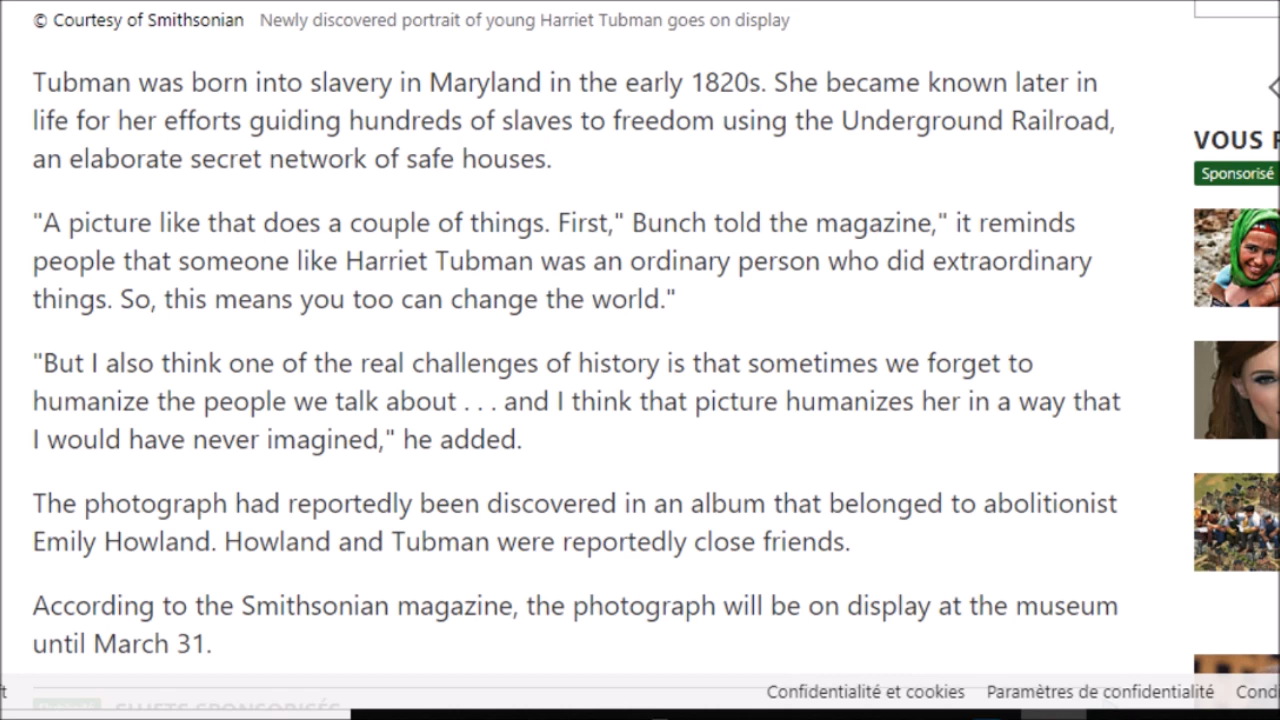 © Courtesy of Smithsonian Newly discovered portrait of young Harriet Tubman goes on display
Tubman was born into slavery in Maryland in the early 1820s. She became known later in
life for her efforts guiding hundreds of slaves to freedom using the Underground Railroad,
an elaborate secret network of safe houses.
"A picture like that does a couple of things. First," Bunch told the magazine," it reminds
people that someone like Harriet Tubman was an ordinary person who did extraordinary
things. So, this means you too can change the world."
"But I also think one of the real challenges of history is that sometimes we forget to
humanize the people we talk about . . . and I think that picture humanizes her in a way that
I would have never imagined," he added.
The photograph had reportedly been discovered in an album that belonged to abolitionist
Emily Howland. Howland and Tubman were reportedly close friends.
According to the Smithsonian magazine, the photograph will be on display at the museum
until March 31.
VOUS
Sponsorisé
SUJETS SPONSORISÉS
Confidentialité et cookies Paramètres de confidentialité Cond